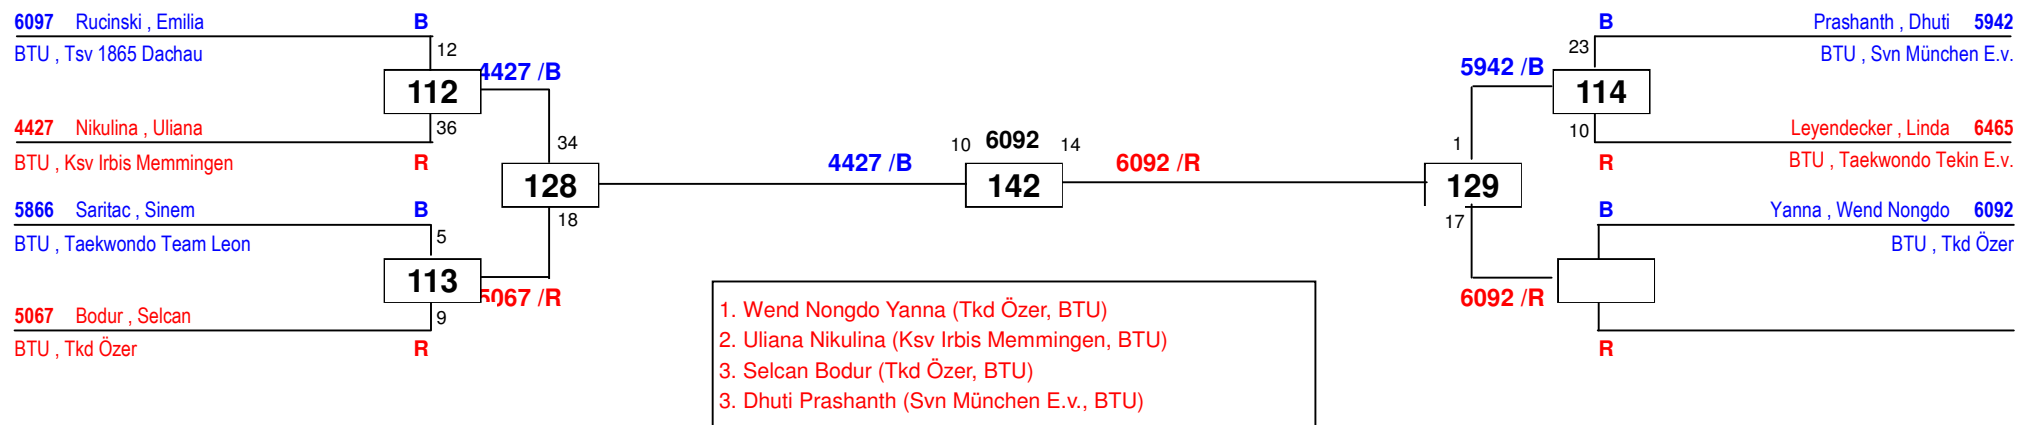 6097 Rucinski , Emilia B
BTU , Tsv 1865 Dachau
12
112
4427 /B
36
4427 Nikulina , Uliana
BTU , Ksv Irbis Memmingen R
34
128
18
5866 Saritac , Sinem B
BTU , Taekwondo Team Leon
5
113
5067 /R
9
5067 Bodur , Selcan
BTU , Tkd Özer R
4427 /B
10 6092 14
142
6092 /R
B Prashanth , Dhuti 5942
BTU , Svn München E.v.
23
5942 /B
114
10
Leyendecker , Linda 6465
R BTU , Taekwondo Tekin E.v.
1
129
17
B Yanna , Wend Nongdo 6092
BTU , Tkd Özer
6092 /R
R
1. Wend Nongdo Yanna (Tkd Özer, BTU)
2. Uliana Nikulina (Ksv Irbis Memmingen, BTU)
3. Selcan Bodur (Tkd Özer, BTU)
3. Dhuti Prashanth (Svn München E.v., BTU)